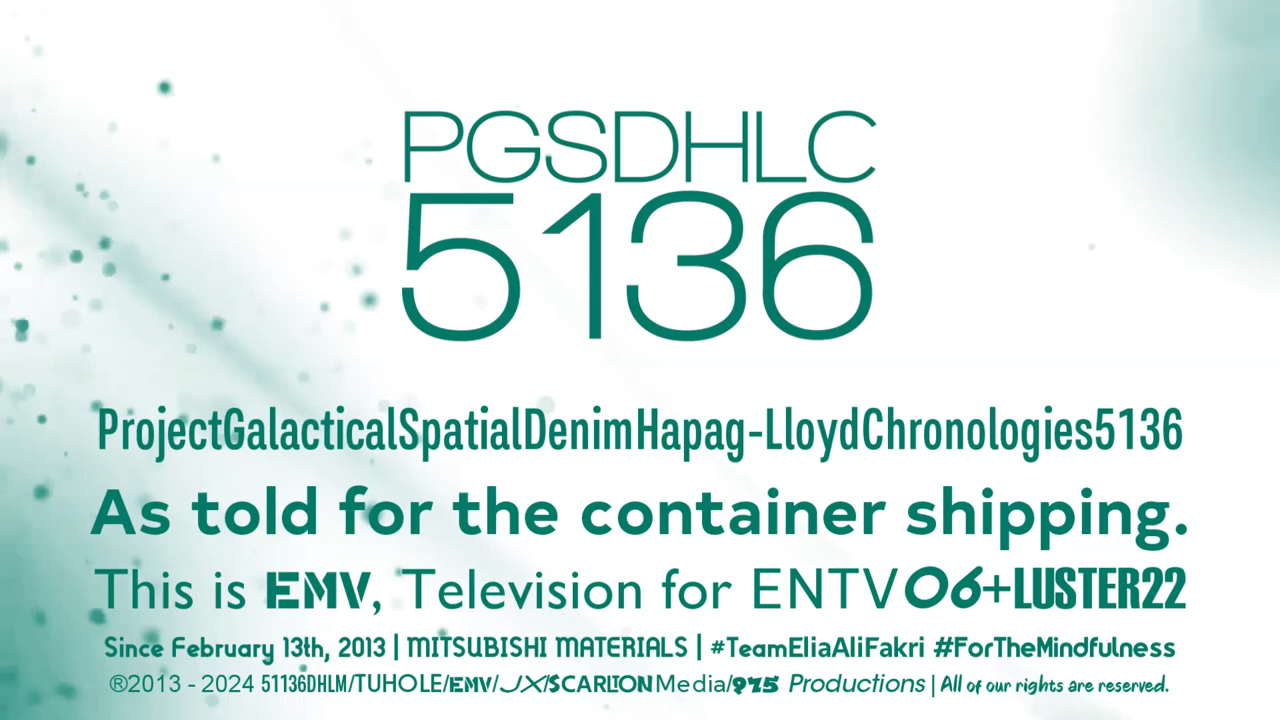 PGSDHLC
5136
ProjectGalacticalSpatialDenimHapag-LloydChronologies5136
As told for the container shipping.
This is EMV, Television for ENTV06+LUSTER22
Since February 13th, 2013 | MITSUBISHI MATERIALS | #TeamEliaAliFakri #ForTheMindfulness
®2013 - 2024 51136DHLM/TUHOLE/EMV/JX/SCARLTON Media/975 Productions | All of our rights are reserved.